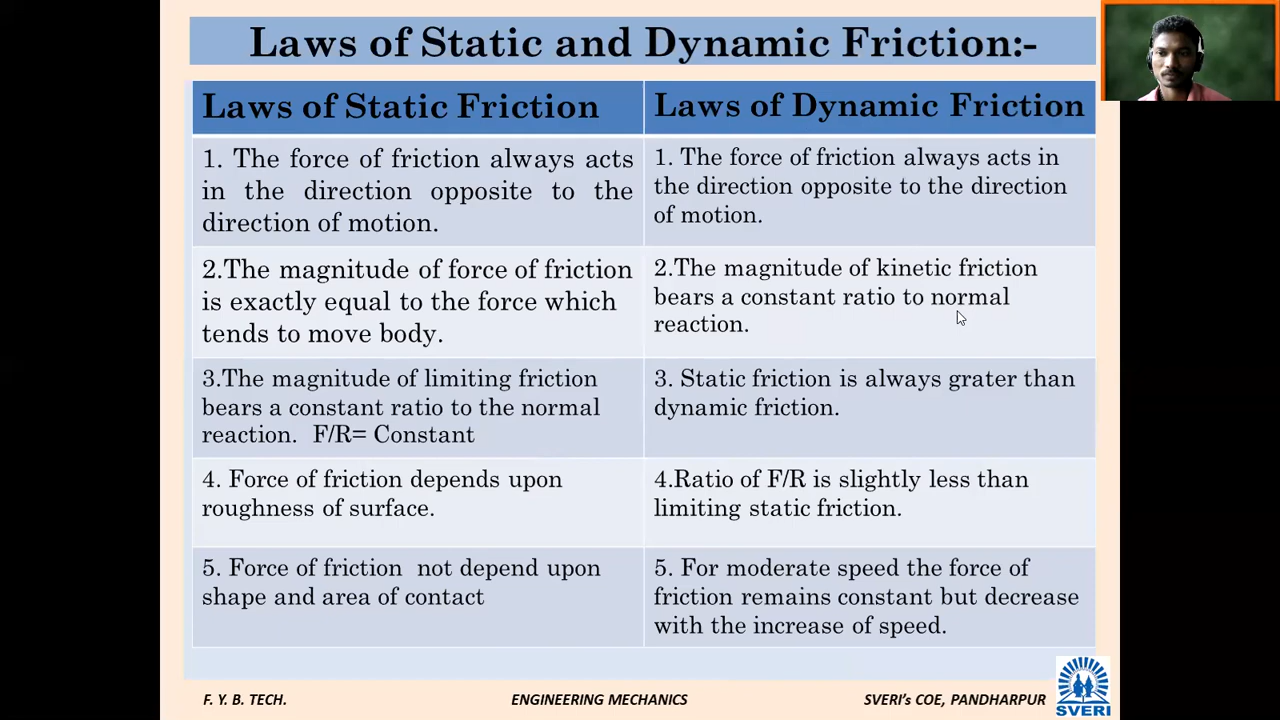 Laws of Static and Dynamic Friction:-
Laws of Static Friction
Laws of Dynamic Friction
1. The force of friction always acts
in the direction opposite to the
direction of motion.
1. The force of friction always acts in
the direction opposite to the direction
of motion.
2.The magnitude of force of friction
is exactly equal to the force which
tends to move body.
2.The magnitude of kinetic friction
bears a constant ratio to normal
reaction.
3.The magnitude of limiting friction
bears a constant ratio to the normal
reaction. F/R= Constant
3. Static friction is always grater than
dynamic friction.
4. Force of friction depends upon
roughness of surface.
4.Ratio of F/R is slightly less than
limiting static friction.
5. Force of friction not depend upon
shape and area of contact
5. For moderate speed the force of
friction remains constant but decrease
with the increase of speed.
F. Y. B. TECH.
ENGINEERING MECHANICS
SVERI's COE, PANDHARPUR
SVERI